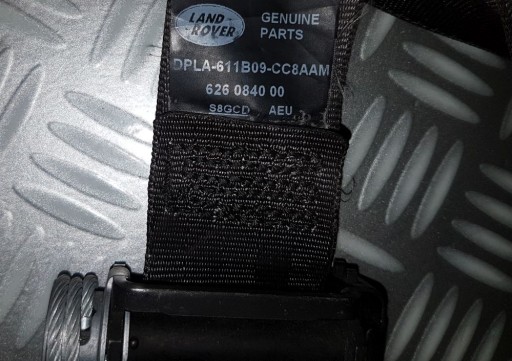 LAND
ROVER
GENUINE
PARTS
DPLA-611B09-CC8AAM
626 0840 00
S8GCD AEU